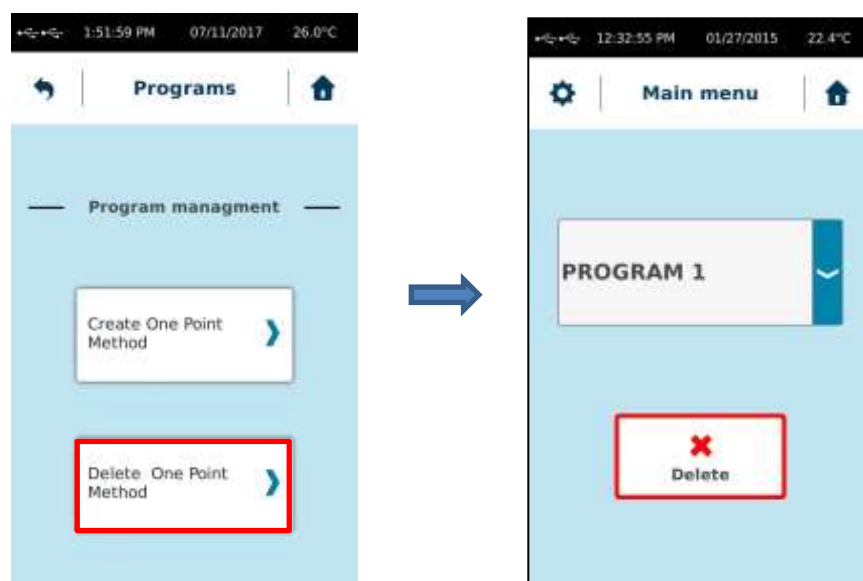 1:51:59 PM 07/11/2017 26.0°C
Programs
Program managment
Create One Point
Method
Delete One Point
Method
12:32:55 PM 01/27/2015 22.4°C
Main menu
PROGRAM 1
Delete